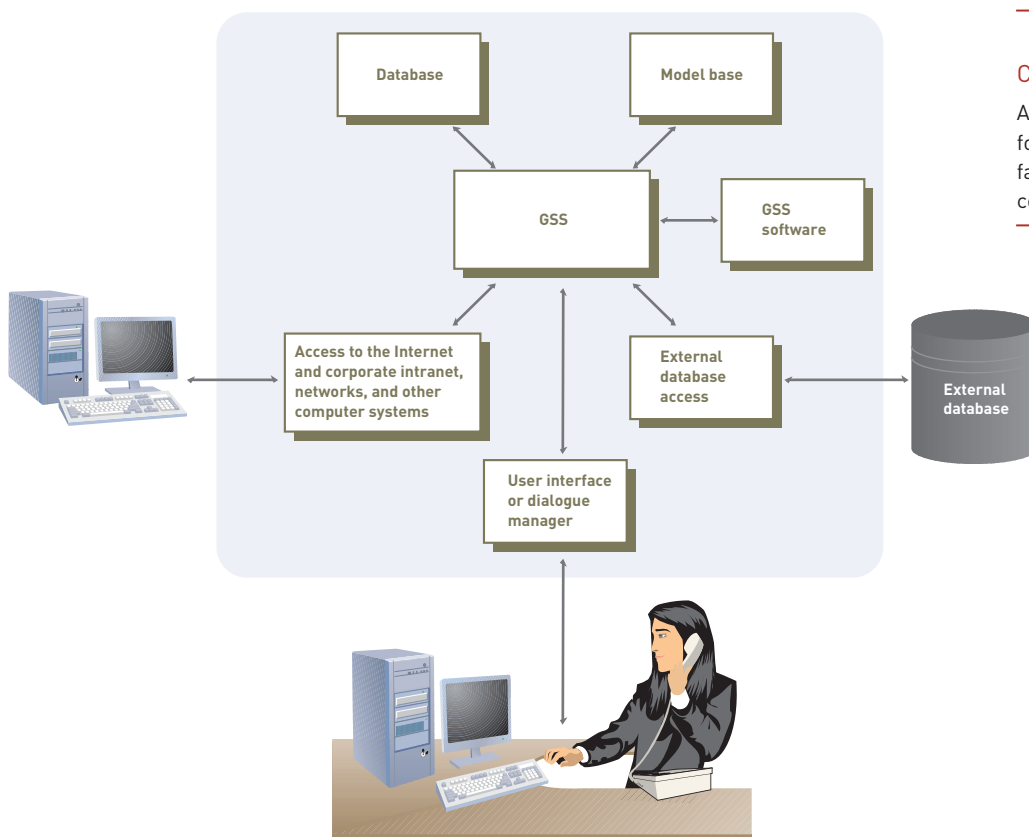 Database
Model base
GSS
GSS
software
Access to the Internet
and corporate intranet,
networks, and other
computer systems
External
database
access
External
database
User interface
or dialogue
manager